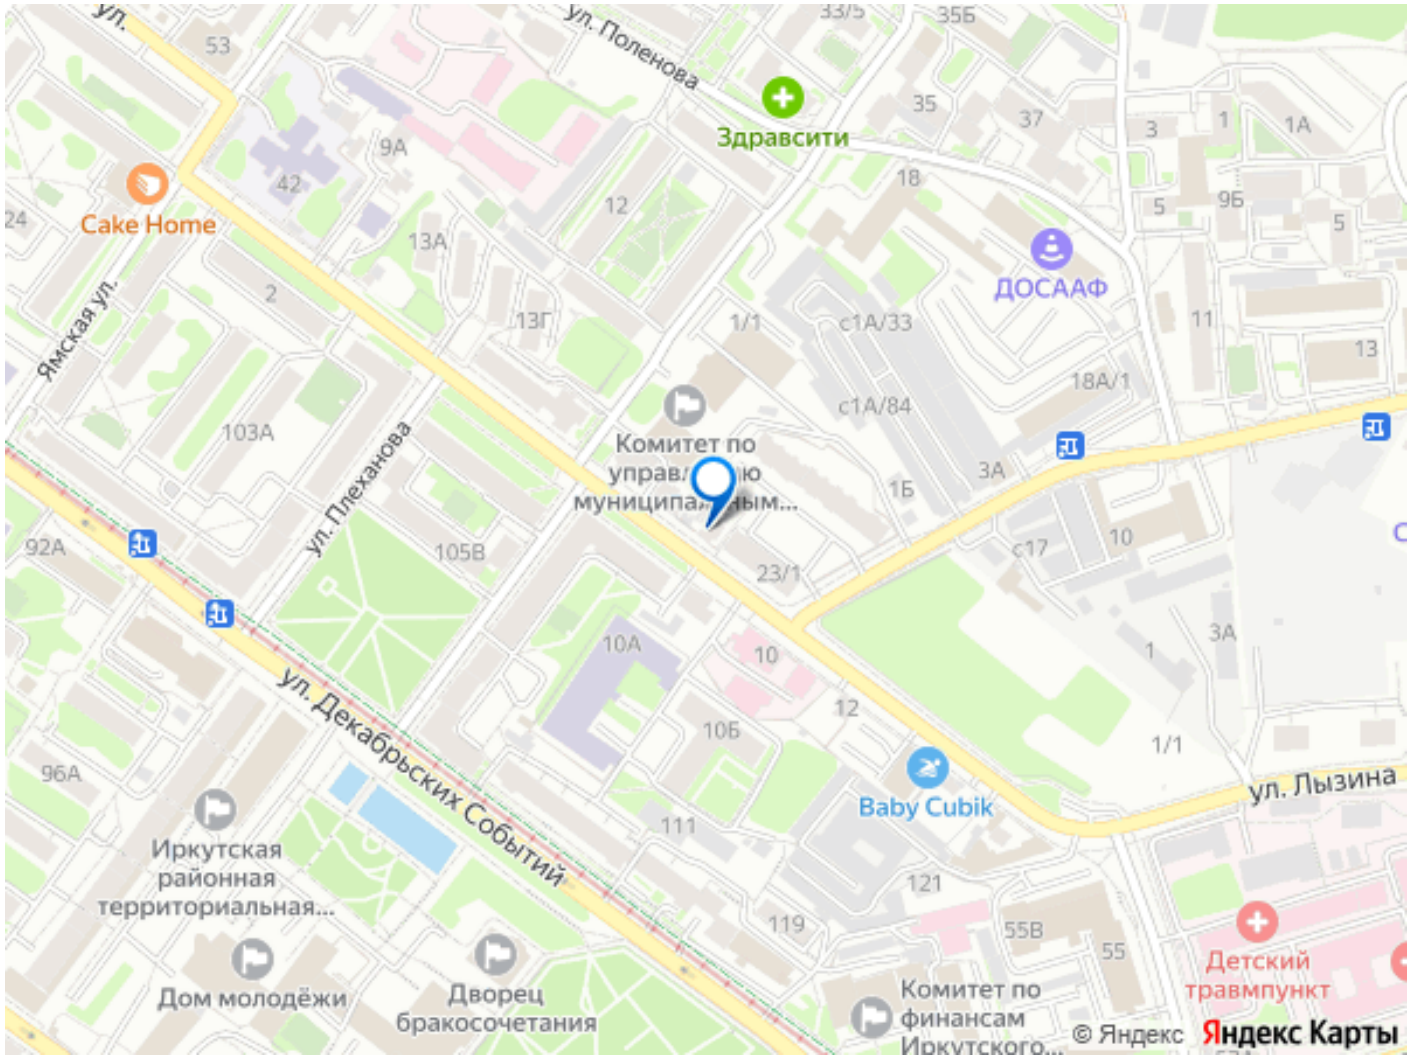 ул.
ул. Поленова
33/5
35Б
53
Здравсити
35
37
3
1
1А
9А
42
12
18
5
9Б
5
24
Cake Home
13А
ДОСААФ
2
13Г
1/1
с1А/33
11
13
Ямская ул.
18А/1
с1А/84
103А
Комитет по
управл
ю
муниципа
ным...
ул. Плеханова
3А
1Б
92А
105В
с17
10
23/1
С
10А
10
1
3А
12
10Б
1/1
ул. Декабрьских Событий
96А
Baby Cubik
ул. Лызина
111
Иркутская
районная
территориальная...
121
119
55В
55
Детский
травмпункт
Дом молодёжи
Дворец
бракосочетания
Комитет по
финансам
Иркутского...
© Яндекс Яндекс Карты